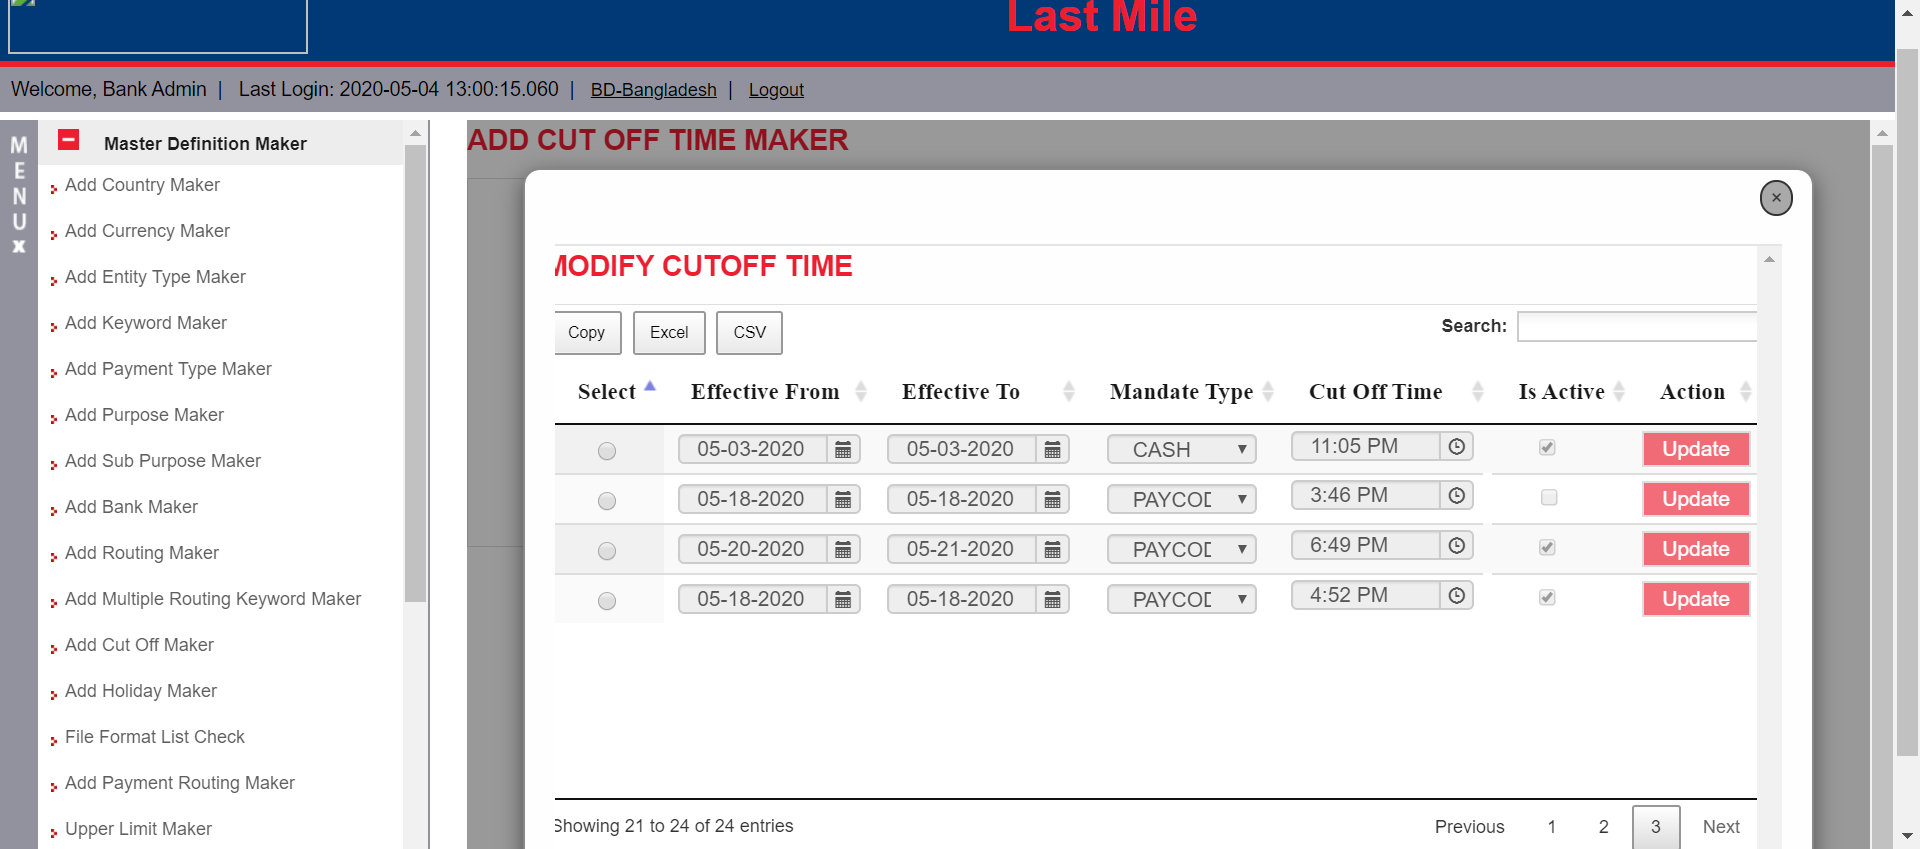 Last Mile
Welcome, Bank Admin | Last Login: 2020-05-04 13:00:15.060 | BD-Bangladesh | Logout
MENU
x
Master Definition Maker
Add Country Maker
Add Currency Maker
Add Entity Type Maker
Add Keyword Maker
Add Payment Type Maker
Add Purpose Maker
Add Sub Purpose Maker
Add Bank Maker
Add Routing Maker
Add Multiple Routing Keyword Maker
Add Cut Off Maker
Add Holiday Maker
File Format List Check
Add Payment Routing Maker
Upper Limit Maker
ADD CUT OFF TIME MAKER
×
MODIFY CUTOFF TIME
Copy Excel CSV Search:
Select Effective From Effective To Mandate Type Cut Off Time Is Active Action
05-03-2020 05-03-2020 CASH 11:05 PM Update
05-18-2020 05-18-2020 PAYCOD 3:46 PM Update
05-20-2020 05-21-2020 PAYCOD 6:49 PM Update
05-18-2020 05-18-2020 PAYCOD 4:52 PM Update
Showing 21 to 24 of 24 entries Previous 1 2 3 Next